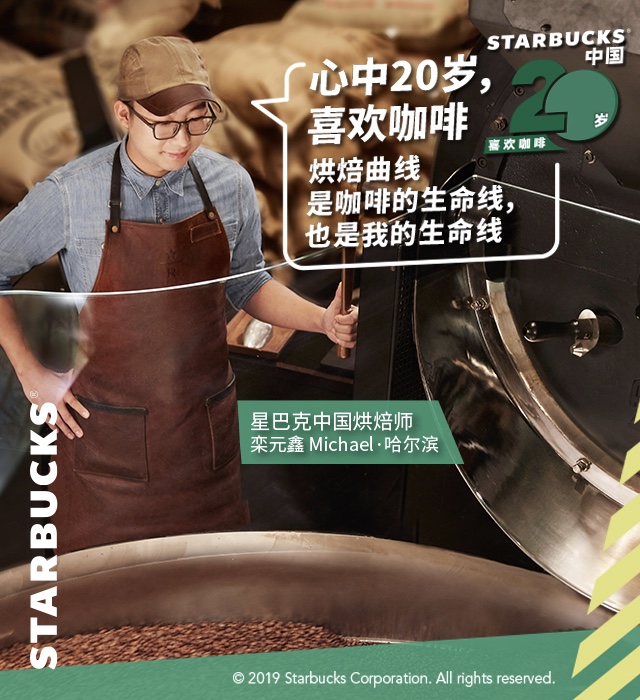 STARBUCKS®
中国
20
岁
喜欢咖啡
心中20岁，
喜欢咖啡
烘焙曲线
是咖啡的生命线，
也是我的生命线
星巴克中国烘焙师
栾元鑫 Michael·哈尔滨
STARBUCKS®
© 2019 Starbucks Corporation. All rights reserved.